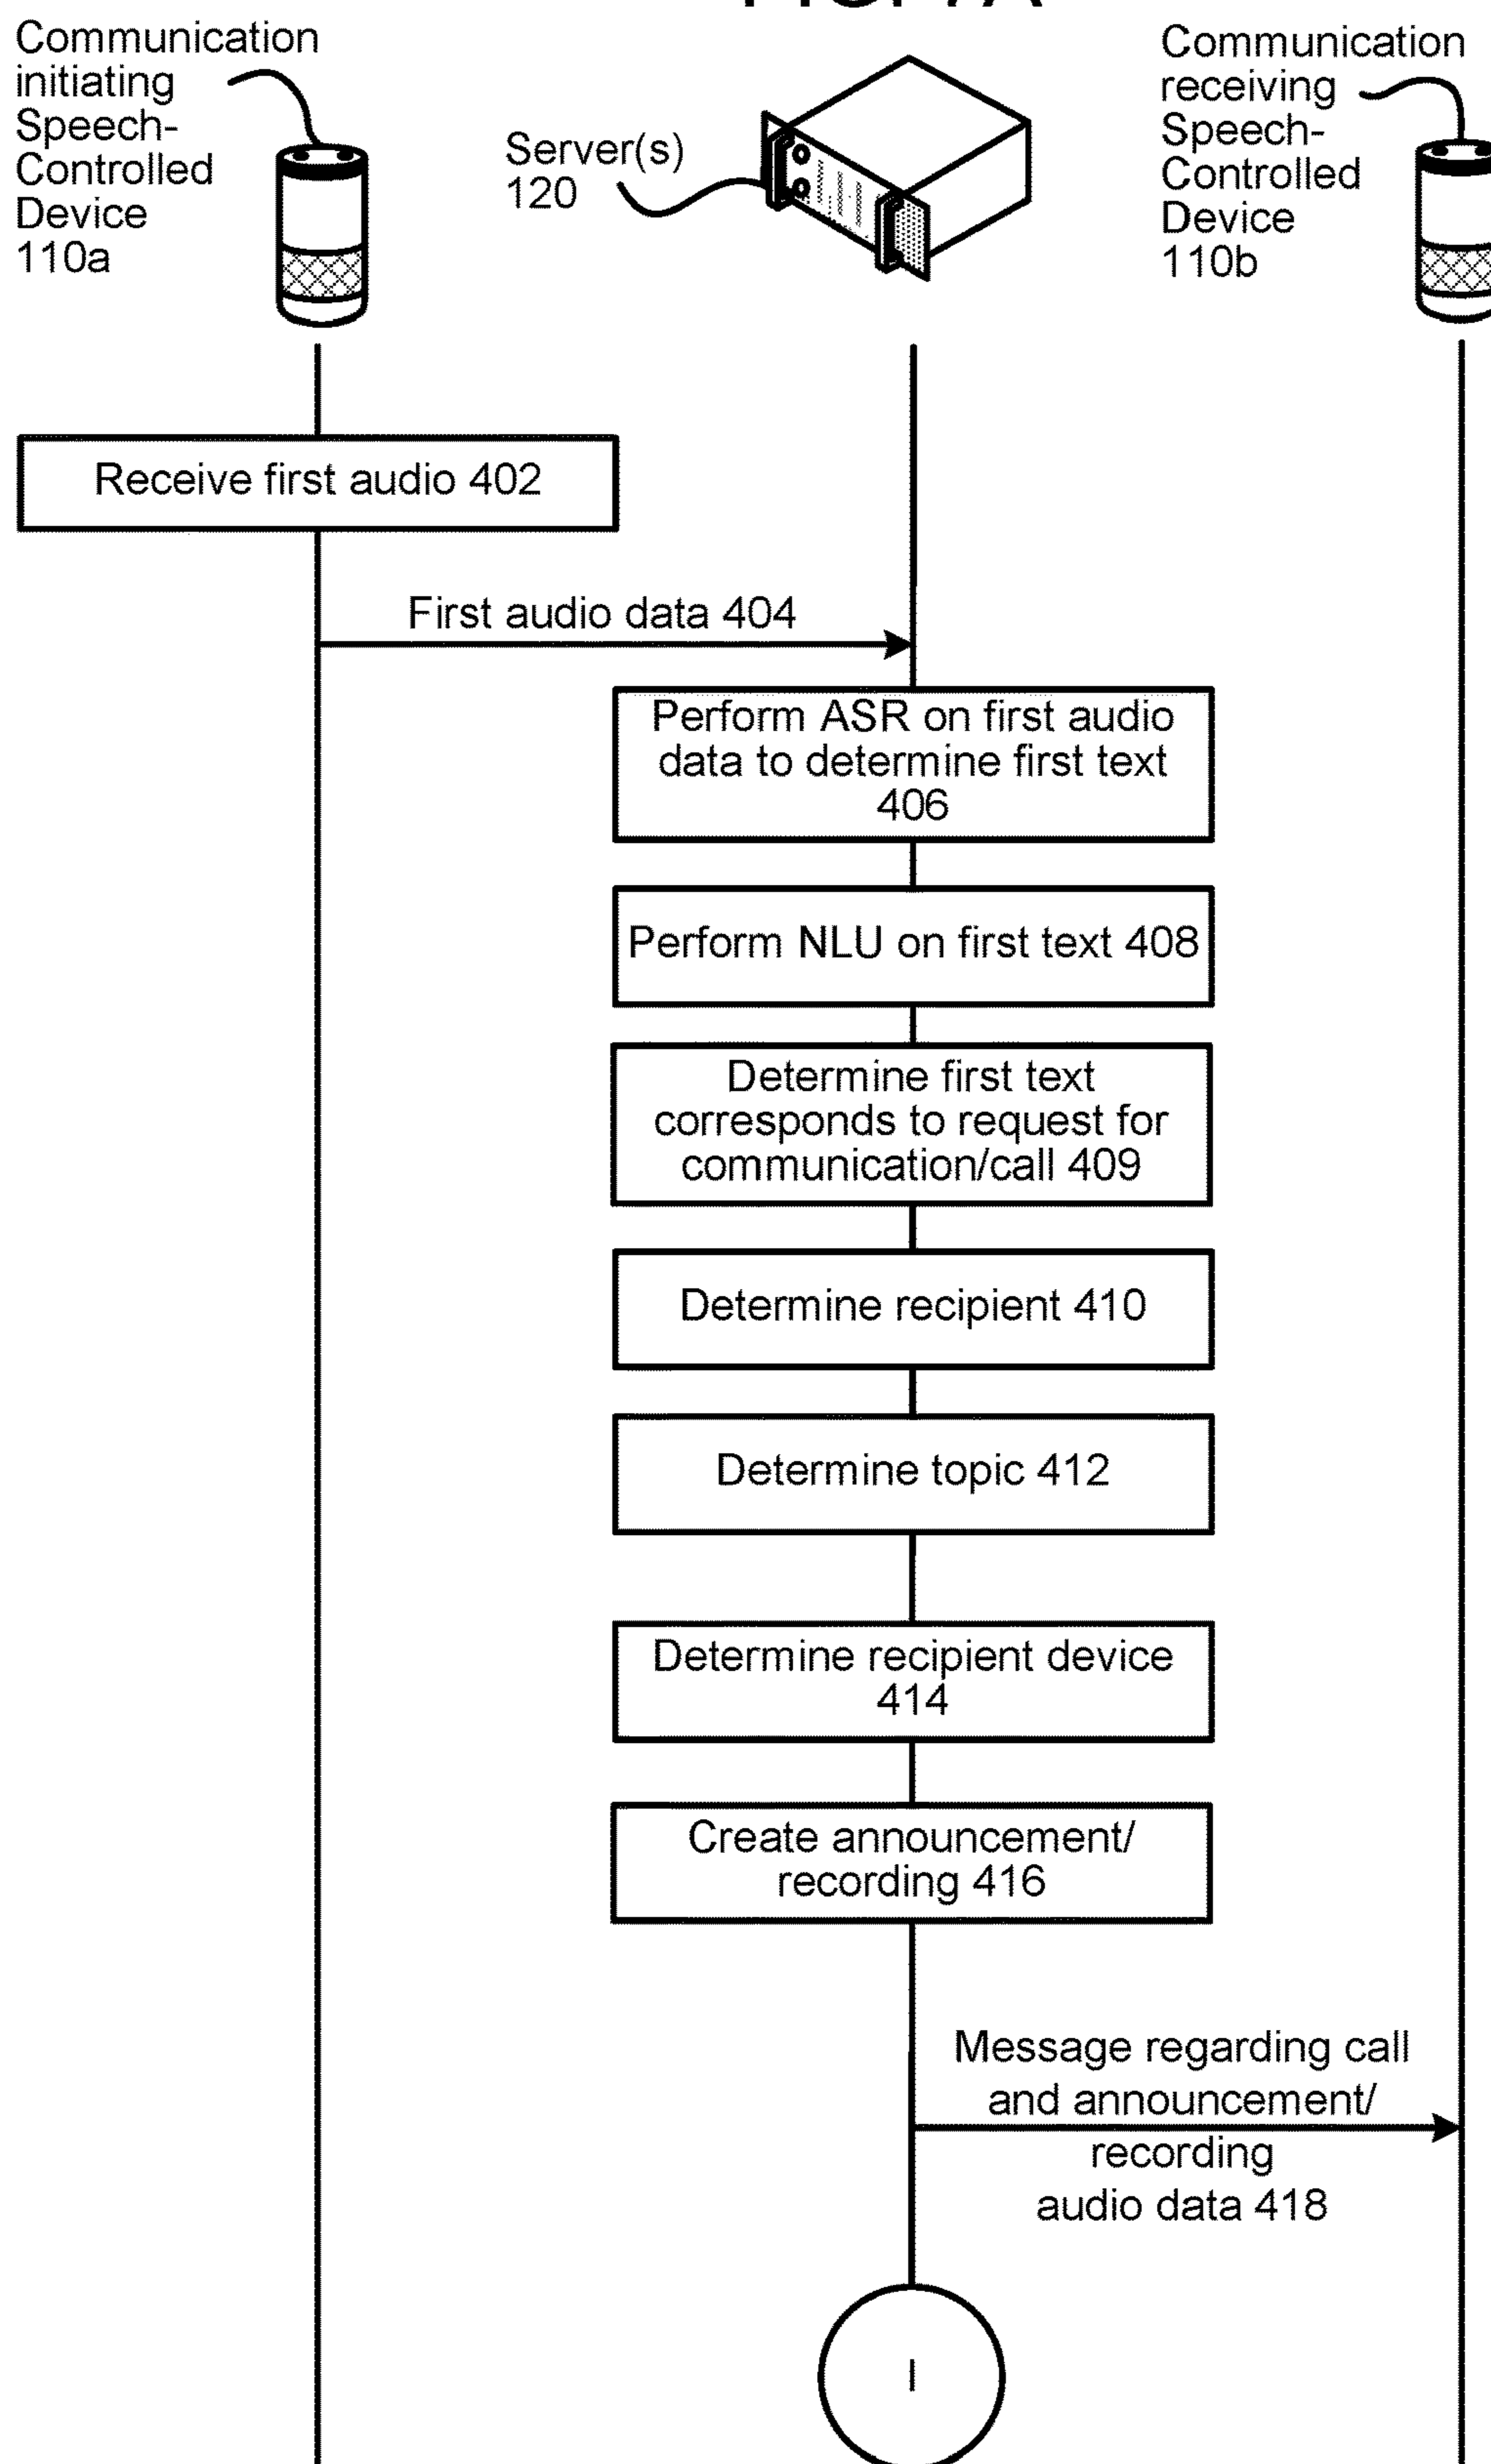 Communication
initiating
Speech-
Controlled
Device
110a
Server(s)
120
Communication
receiving
Speech-
Controlled
Device
110b
Receive first audio 402
First audio data 404
Perform ASR on first audio
data to determine first text
406
Perform NLU on first text 408
Determine first text
corresponds to request for
communication/call 409
Determine recipient 410
Determine topic 412
Determine recipient device
414
Create announcement/
recording 416
Message regarding call
and announcement/
recording
audio data 418
I